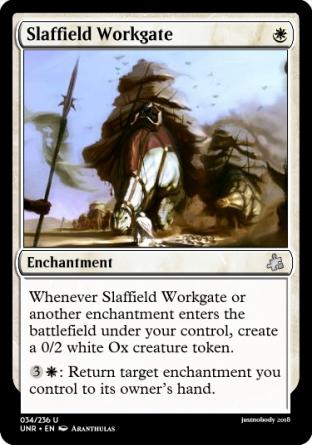 Slaffield Workgate
Enchantment
Whenever Slaffield Workgate or
another enchantment enters the
battlefield under your control, create
a 0/2 white Ox creature token.
3: Return target enchantment you
control to its owner's hand.
034/236 U
justnobody 2018
UNR • EN Aranthulas